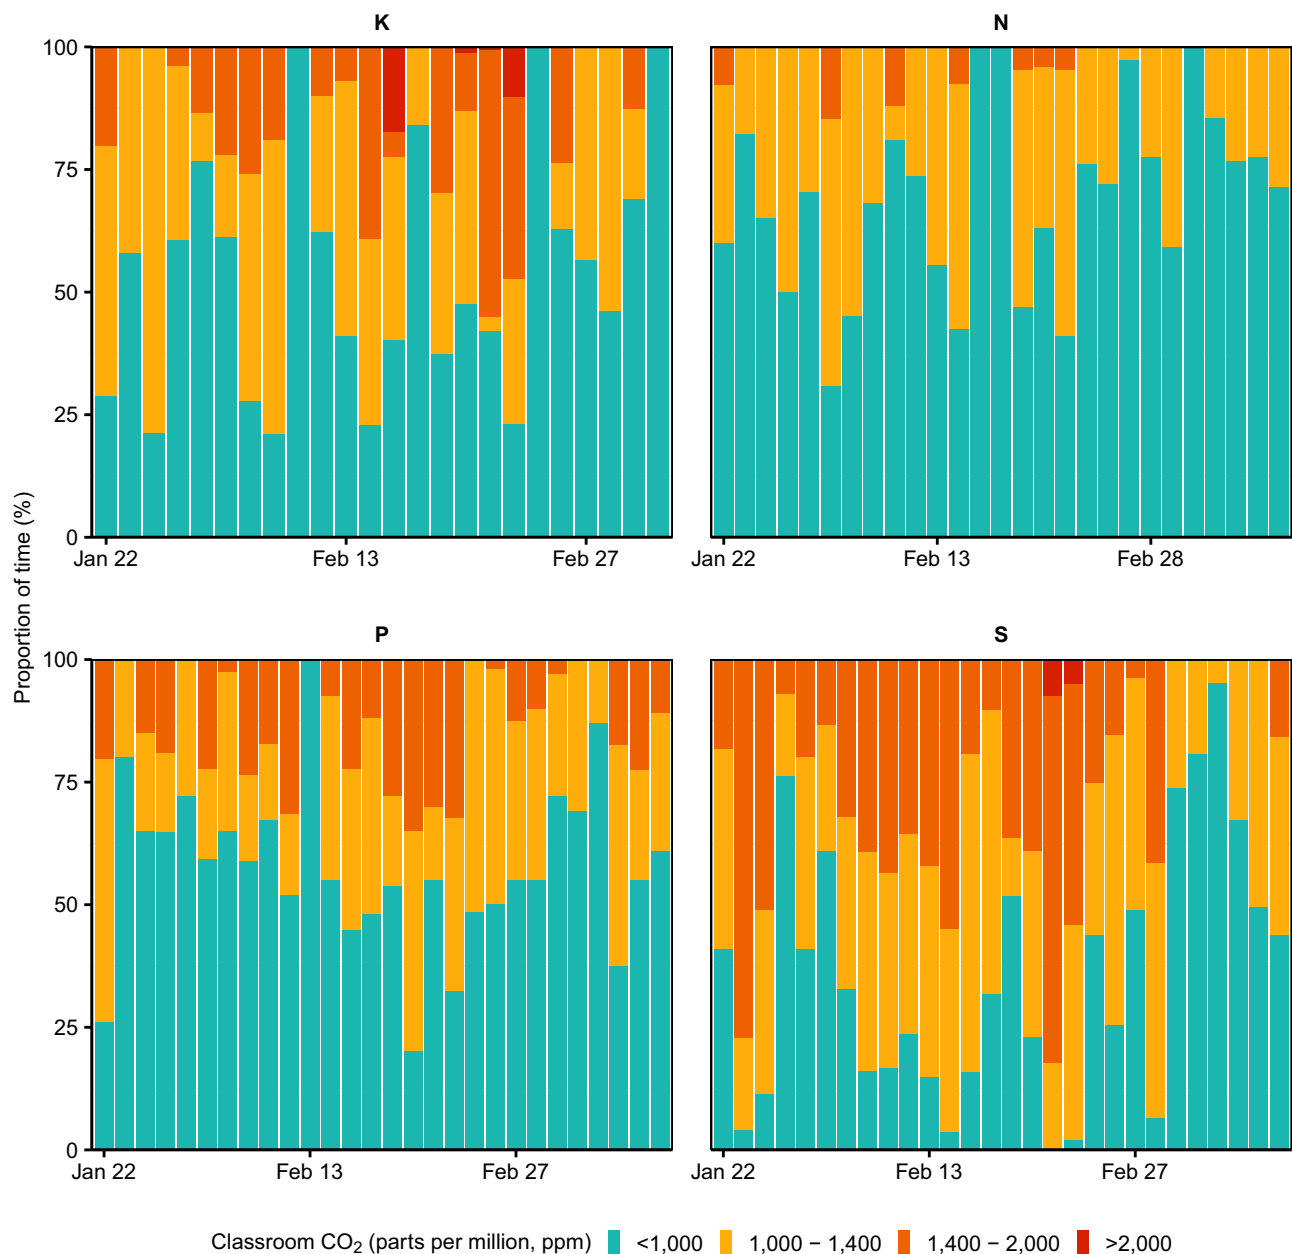 K
N
100
75
50
25
0
Jan 22
Feb 13
Feb 27
Jan 22
Feb 13
Feb 28
Proportion of time (%)
P
S
100
75
50
25
0
Jan 22
Feb 13
Feb 27
Jan 22
Feb 13
Feb 27
Classroom CO₂ (parts per million, ppm) <1,000 1,000 − 1,400 1,400 − 2,000 >2,000